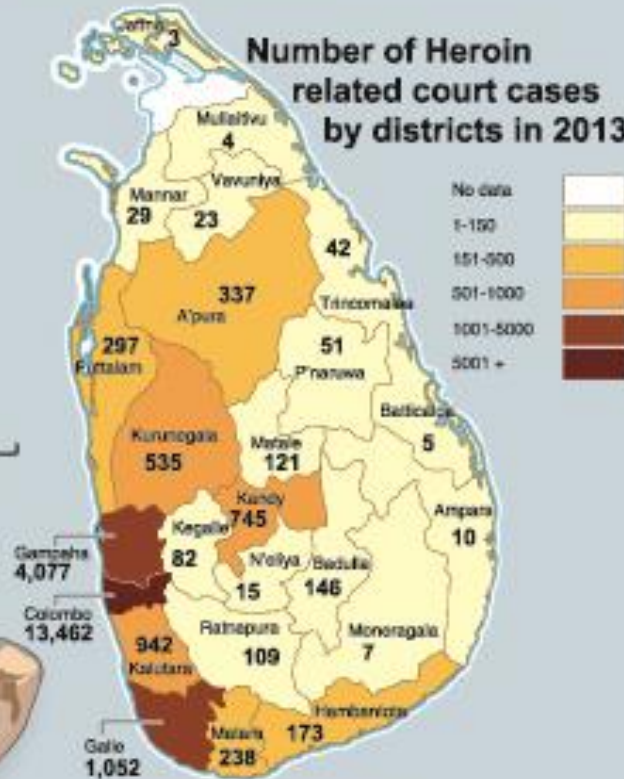 Number of Heroin
related court cases
by districts in 2013
No data
1-150
151-500
501-1000
1001-5000
5001 +
Jaffna
3
Mullaitivu
4
Vavuniya
23
Mannar
29
42
Trincomalee
337
A'pura
297
Puttalam
51
P'naruwa
Batticaloa
5
Kurunegala
535
Matale
121
Kandy
745
Ampara
10
Kegalle
82
Gampaha
4,077
N'eliya
15
Badulla
146
Colombo
13,462
Ratnapura
109
Moneragala
7
942
Kalutara
Hambantota
173
Matara
238
Galle
1,052